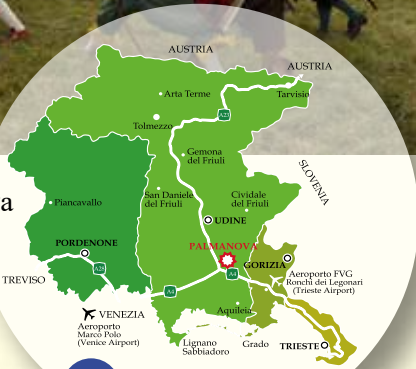 AUSTRIA
AUSTRIA
Arta Terme
Tarvisio
A23
Tolmezzo
Gemona
del Friuli
SLOVENIA
San Daniele
del Friuli
Cividale
del Friuli
a
Piancavallo
UDINE
PORDENONE
PALMANOVA
GORIZIA
A28
A4
Aeroporto FVG
Ronchi dei Legonari
(Trieste Airport)
TREVISO
A4
VENEZIA
Aeroporto
Marco Polo
(Venice Airport)
Aquileia
Lignano
Sabbiadoro
Grado
TRIESTE